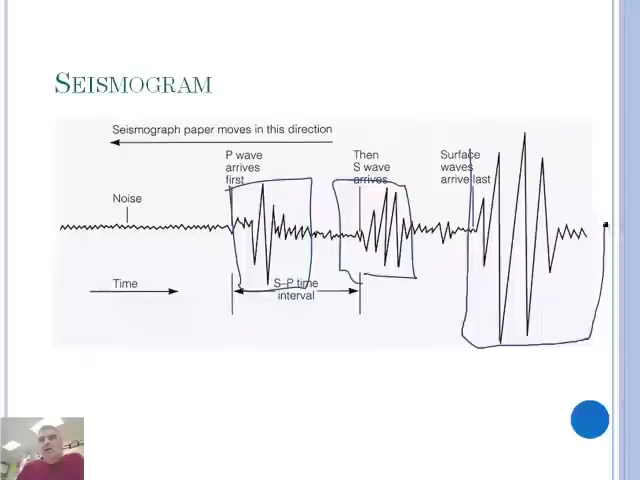 SEISMOGRAM
Seismograph paper moves in this direction
P wave
arrives
first
Then
S wave
arrives
Surface
waves
arrive last
Noise
Time
S–P time
interval